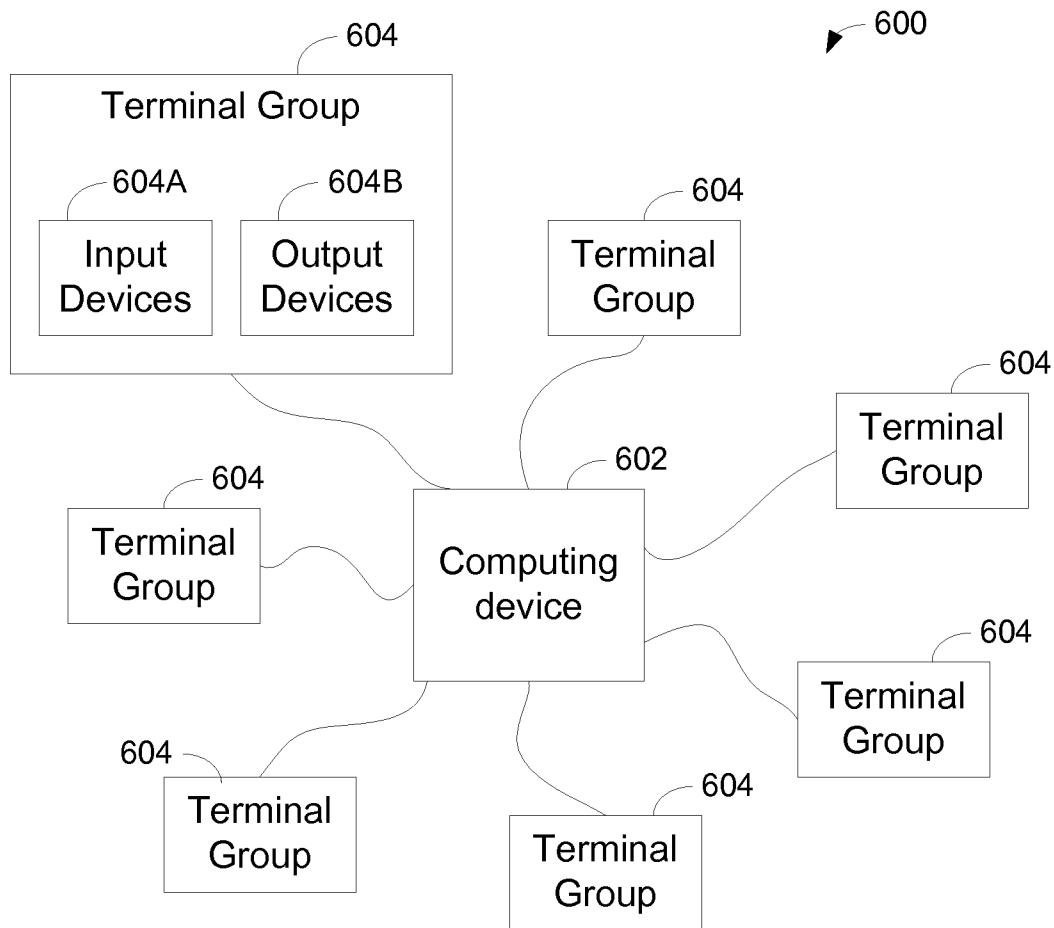 600
604
Terminal Group
604A
604B
Input
Devices
Output
Devices
604
Terminal
Group
604
Terminal
Group
602
Computing
device
604
Terminal
Group
604
Terminal
Group
604
Terminal
Group
604
Terminal
Group